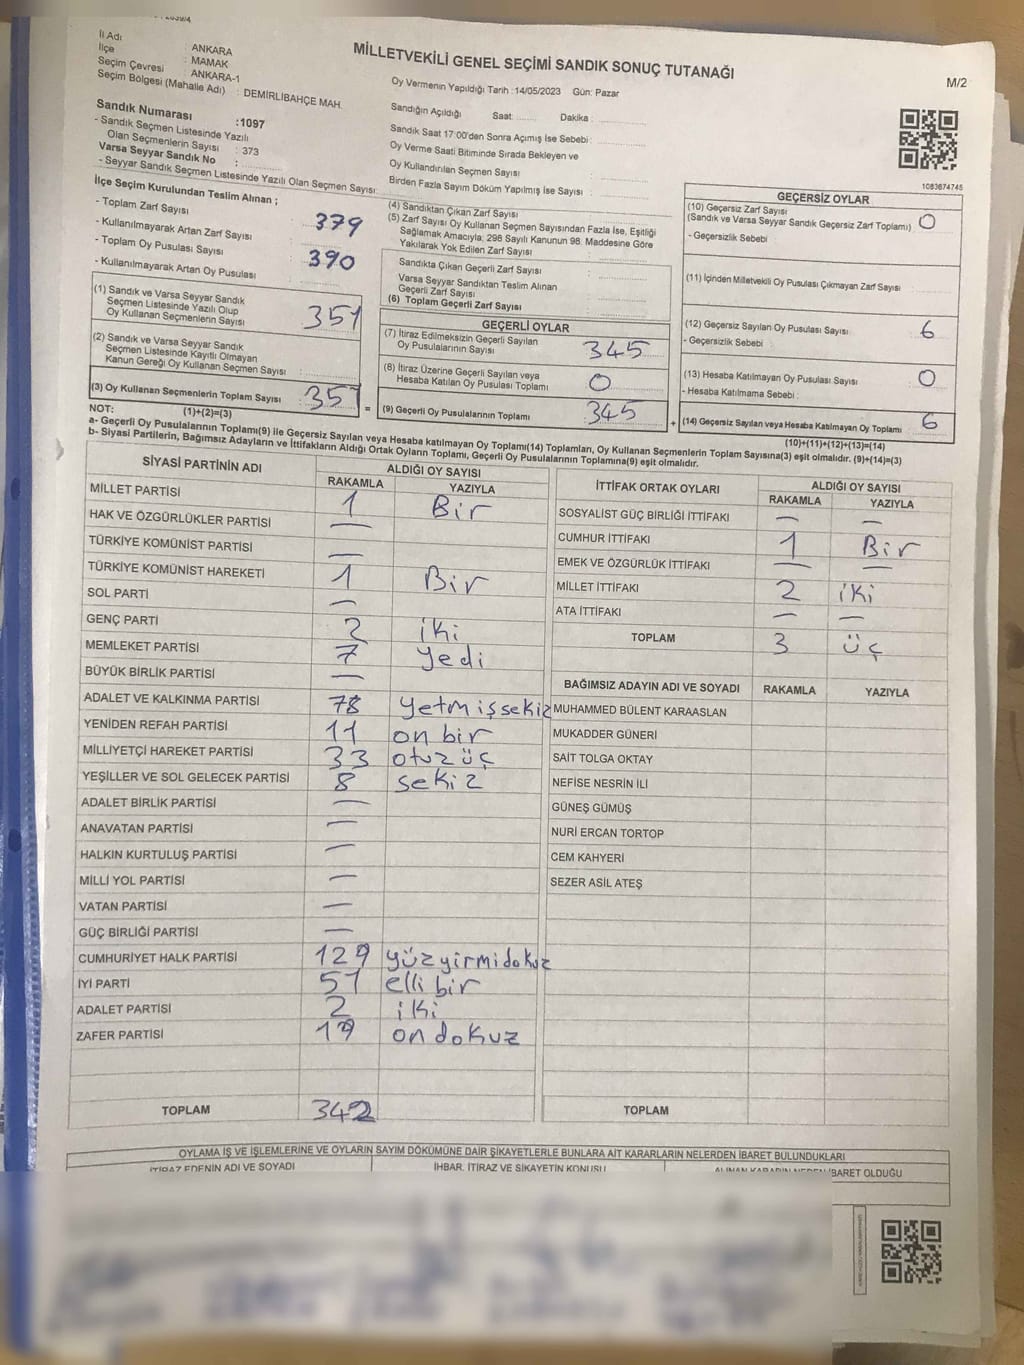 MİLLETVEKİLİ GENEL SEÇİMİ SANDIK SONUÇ TUTANAĞI
M/2
İl Adı : ANKARA
İlçe : MAMAK
Seçim Çevresi : ANKARA-1
Seçim Bölgesi (Mahalle Adı) : DEMİRLİBAHÇE MAH.
Sandık Numarası :1097
- Sandık Seçmen Listesinde Yazılı
Olan Seçmenlerin Sayısı : 373
Varsa Seyyar Sandık No :
- Seyyar Sandık Seçmen Listesinde Yazılı Olan Seçmen Sayısı:
Oy Vermenin Yapıldığı Tarih :14/05/2023 Gün: Pazar
Sandığın Açıldığı Saat: Dakika :
Sandık Saat 17:00'den Sonra Açımış İse Sebebi :
Oy Verme Saati Bitiminde Sırada Bekleyen ve
Oy Kullandırılan Seçmen Sayısı :
Birden Fazla Sayım Döküm Yapılmış İse Sayısı :
1083674745
İlçe Seçim Kurulundan Teslim Alınan ;
- Toplam Zarf Sayısı : 379
- Kullanılmayarak Artan Zarf Sayısı :
- Toplam Oy Pusulası Sayısı : 390
- Kullanılmayarak Artan Oy Pusulası :
(1) Sandık ve Varsa Seyyar Sandık
Seçmen Listesinde Yazılı Olup
Oy Kullanan Seçmenlerin Sayısı : 351
(2) Sandık ve Varsa Seyyar Sandık
Seçmen Listesinde Kayıtlı Olmayan
Kanun Gereği Oy Kullanan Seçmen Sayısı :
(3) Oy Kullanan Seçmenlerin Toplam Sayısı : 351
(1)+(2)=(3)
(4) Sandıktan Çıkan Zarf Sayısı :
(5) Zarf Sayısı Oy Kullanan Seçmen Sayısından Fazla İse, Eşitliği
Sağlamak Amacıyla; 298 Sayılı Kanunun 98. Maddesine Göre
Yakılarak Yok Edilen Zarf Sayısı :
Sandıkta Çıkan Geçerli Zarf Sayısı :
Varsa Seyyar Sandıktan Teslim Alınan
Geçerli Zarf Sayısı :
(6) Toplam Geçerli Zarf Sayısı :
GEÇERLİ OYLAR
(7) İtiraz Edilmeksizin Geçerli Sayılan
Oy Pusulalarının Sayısı : 345
(8) İtiraz Üzerine Geçerli Sayılan veya
Hesaba Katılan Oy Pusulası Toplamı : 0
= (9) Geçerli Oy Pusulalarının Toplamı : 345
GEÇERSİZ OYLAR
(10) Geçersiz Zarf Sayısı
(Sandık ve Varsa Seyyar Sandık Geçersiz Zarf Toplamı) : 0
- Geçersizlik Sebebi :
(11) İçinden Milletvekili Oy Pusulası Çıkmayan Zarf Sayısı :
(12) Geçersiz Sayılan Oy Pusulası Sayısı : 6
- Geçersizlik Sebebi :
(13) Hesaba Katılmayan Oy Pusulası Sayısı : 0
- Hesaba Katılmama Sebebi :
+ (14) Geçersiz Sayılan veya Hesaba Katılmayan Oy Toplamı : 6
(10)+(11)+(12)+(13)=(14)
NOT:
a- Geçerli Oy Pusulalarının Toplamı(9) ile Geçersiz Sayılan veya Hesaba katılmayan Oy Toplamı(14) Toplamları, Oy Kullanan Seçmenlerin Toplam Sayısına(3) eşit olmalıdır. (9)+(14)=(3)
b- Siyasi Partilerin, Bağımsız Adayların ve İttifakların Aldığı Ortak Oyların Toplamı, Geçerli Oy Pusulalarının Toplamına(9) eşit olmalıdır.
SİYASİ PARTİNİN ADI ALDIĞI OY SAYISI
RAKAMLA YAZIYLA
MİLLET PARTİSİ 1 Bir
HAK VE ÖZGÜRLÜKLER PARTİSİ —
TÜRKİYE KOMÜNİST PARTİSİ —
TÜRKİYE KOMÜNİST HAREKETİ 1 Bir
SOL PARTİ —
GENÇ PARTİ 2 iki
MEMLEKET PARTİSİ 7 yedi
BÜYÜK BİRLİK PARTİSİ —
ADALET VE KALKINMA PARTİSİ 78 yetmişsekiz
YENİDEN REFAH PARTİSİ 11 on bir
MİLLİYETÇİ HAREKET PARTİSİ 33 otuz üç
YEŞİLLER VE SOL GELECEK PARTİSİ 8 sekiz
ADALET BİRLİK PARTİSİ —
ANAVATAN PARTİSİ —
HALKIN KURTULUŞ PARTİSİ —
MİLLİ YOL PARTİSİ —
VATAN PARTİSİ —
GÜÇ BİRLİĞİ PARTİSİ —
CUMHURİYET HALK PARTİSİ 129 yüzyirmidokuz
İYİ PARTİ 51 elli bir
ADALET PARTİSİ 2 iki
ZAFER PARTİSİ 19 on dokuz
TOPLAM 342
İTTİFAK ORTAK OYLARI ALDIĞI OY SAYISI
RAKAMLA YAZIYLA
SOSYALİST GÜÇ BİRLİĞİ İTTİFAKI — —
CUMHUR İTTİFAKI 1 Bir
EMEK VE ÖZGÜRLÜK İTTİFAKI — —
MİLLET İTTİFAKI 2 iki
ATA İTTİFAKI — —
TOPLAM 3 üç
BAĞIMSIZ ADAYIN ADI VE SOYADI RAKAMLA YAZIYLA
MUHAMMED BÜLENT KARAASLAN
MUKADDER GÜNERİ
SAİT TOLGA OKTAY
NEFİSE NESRİN İLİ
GÜNEŞ GÜMÜŞ
NURİ ERCAN TORTOP
CEM KAHYERİ
SEZER ASİL ATEŞ
TOPLAM
OYLAMA İŞ VE İŞLEMLERİNE VE OYLARIN SAYIM DÖKÜMÜNE DAİR ŞİKAYETLERLE BUNLARA AİT KARARLARIN NELERDEN İBARET BULUNDUKLARI
İTİRAZ EDENİN ADI VE SOYADI İHBAR, İTİRAZ VE ŞİKAYETİN KONUSU ALINAN KARARIN NEDEN İBARET OLDUĞU